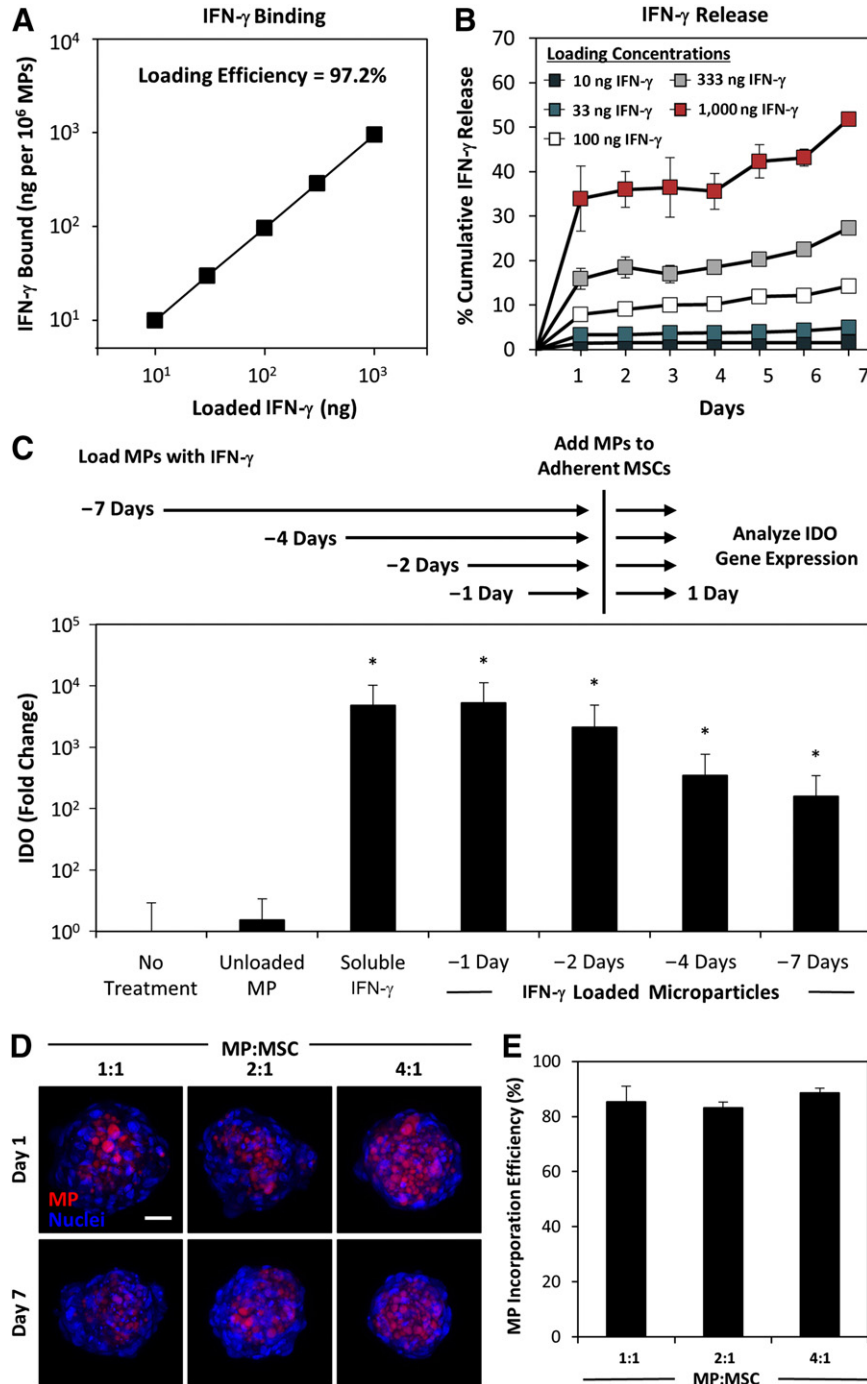 A
IFN-γ Binding
Loading Efficiency = 97.2%
IFN-γ Bound (ng per 10⁶ MPs)
10⁴
10³
10²
10¹
10¹
10²
10³
Loaded IFN-γ (ng)
B
IFN-γ Release
Loading Concentrations
10 ng IFN-γ
33 ng IFN-γ
100 ng IFN-γ
333 ng IFN-γ
1,000 ng IFN-γ
% Cumulative IFN-γ Release
70
60
50
40
30
20
10
0
1
2
3
4
5
6
7
Days
C
Load MPs with IFN-γ
Add MPs to
Adherent MSCs
−7 Days
−4 Days
−2 Days
−1 Day
1 Day
Analyze IDO
Gene Expression
IDO (Fold Change)
10⁵
10⁴
10³
10²
10²
10⁰
*
*
*
*
*
No
Treatment
Unloaded
MP
Soluble
IFN-γ
−1 Day
−2 Days
−4 Days
−7 Days
IFN-γ Loaded Microparticles
D
MP:MSC
1:1
2:1
4:1
Day 1
MP
Nuclei
Day 7
E
MP Incorporation Efficiency (%)
100
80
60
40
20
0
1:1
2:1
4:1
MP:MSC